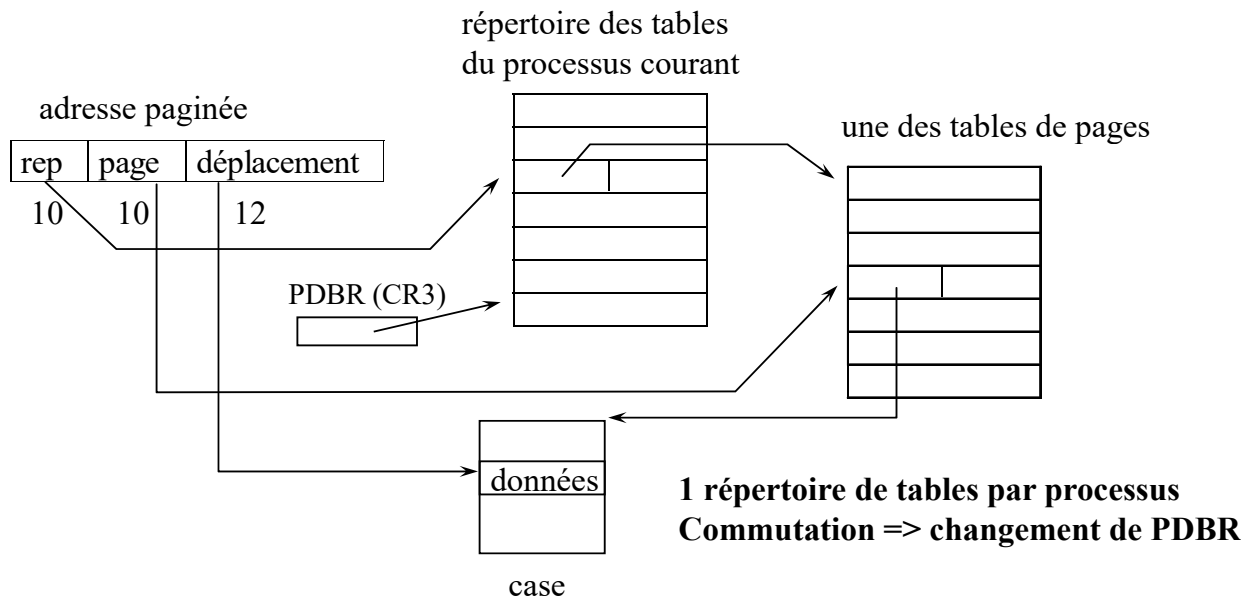 répertoire des tables
du processus courant
adresse paginée
une des tables de pages
rep page déplacement
10 10 12
PDBR (CR3)
données
1 répertoire de tables par processus
Commutation => changement de PDBR
case